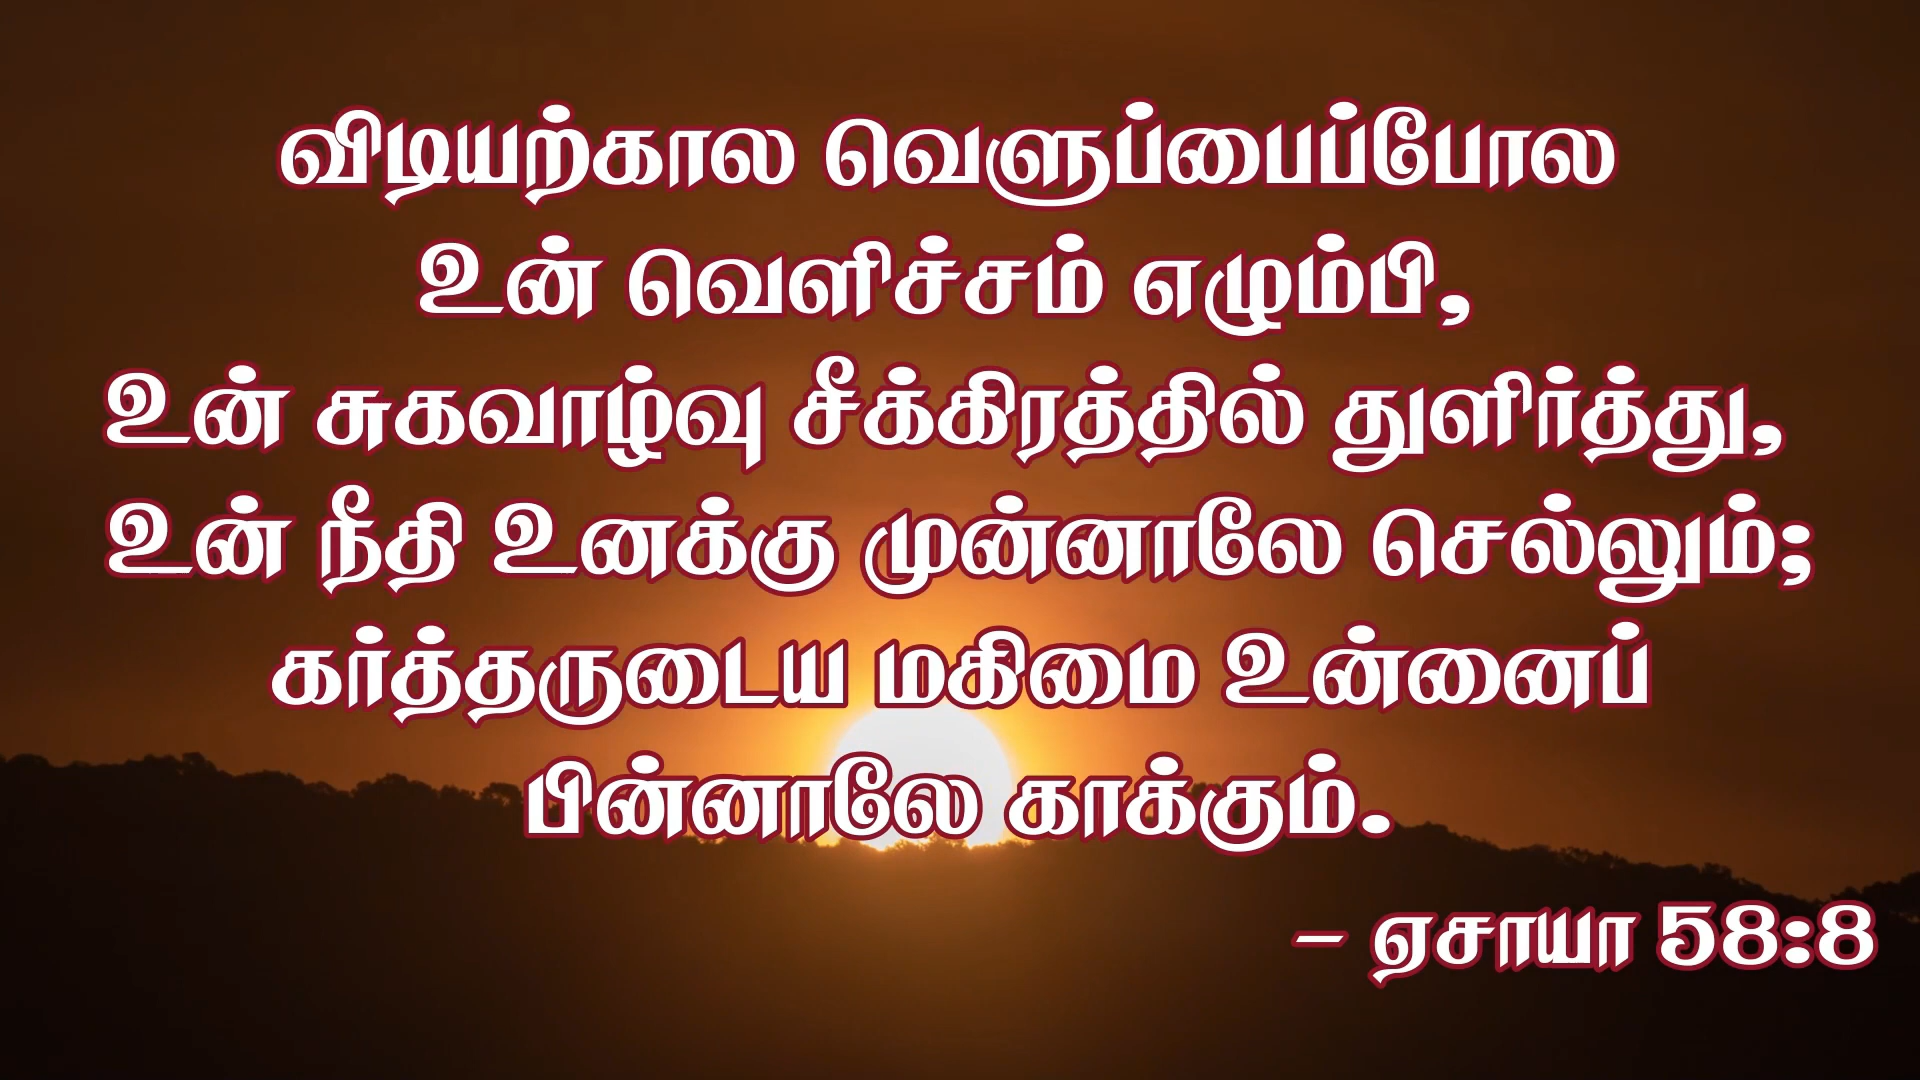 விடியற்கால வெளுப்பைப்போல
உன் வெளிச்சம் எழும்பி,
உன் சுகவாழ்வு சீக்கிரத்தில் துளிர்த்து,
உன் நீதி உனக்கு முன்னாலே செல்லும்;
கர்த்தருடைய மகிமை உன்னைப்
பின்னாலே காக்கும்.
– ஏசாயா 58:8